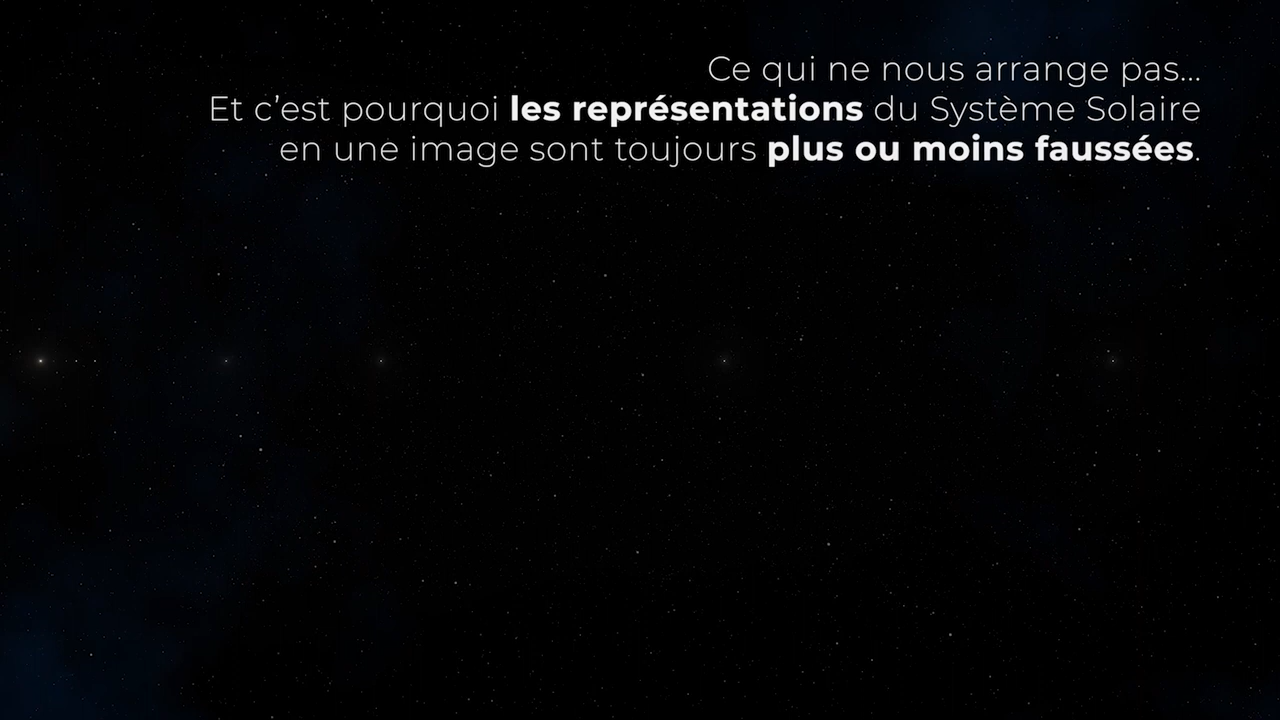 Ce qui ne nous arrange pas...
Et c’est pourquoi les représentations du Système Solaire
en une image sont toujours plus ou moins faussées.